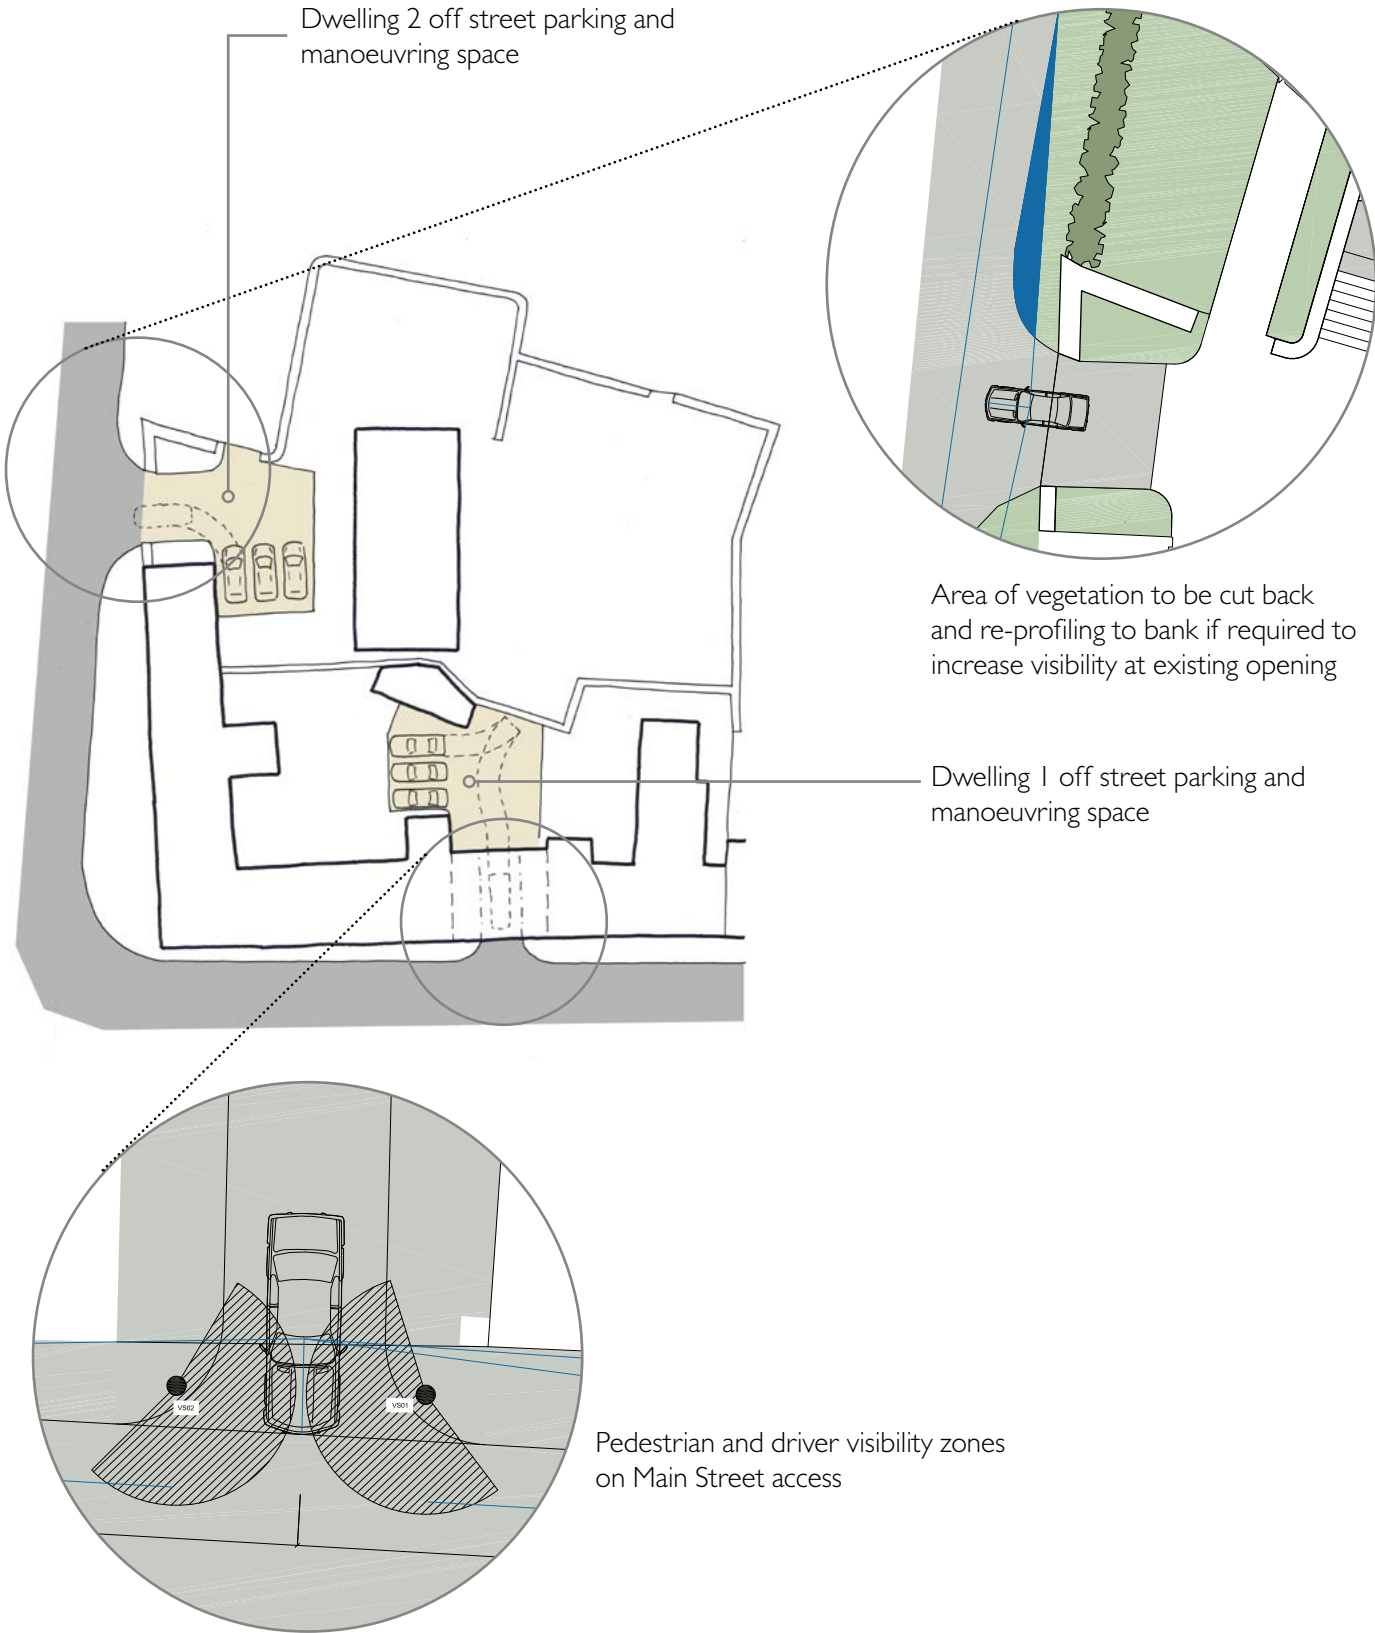 Dwelling 2 off street parking and
manoeuvring space
Area of vegetation to be cut back
and re-profiling to bank if required to
increase visibility at existing opening
Dwelling 1 off street parking and
manoeuvring space
VS02
VS01
Pedestrian and driver visibility zones
on Main Street access